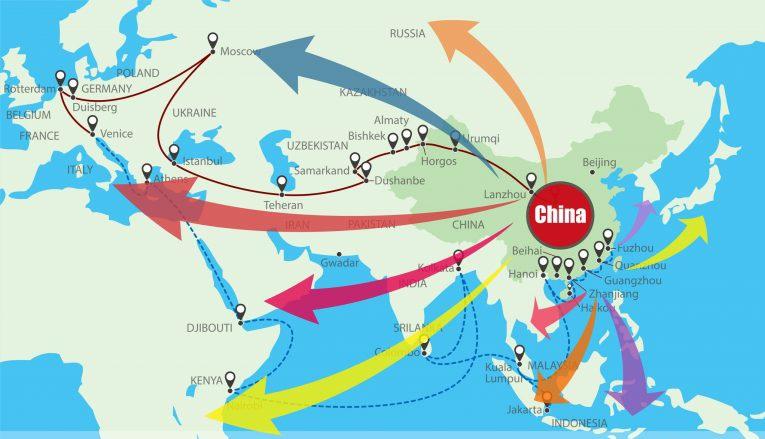 RUSSIA
Moscow
POLAND
Rotterdam
GERMANY
Duisberg
KAZAKHSTAN
BELGIUM
UKRAINE
Almaty
FRANCE
Venice
Bishkek
Urumqi
UZBEKISTAN
Horgos
Istanbul
Beijing
ITALY
Samarkand
Athens
Dushanbe
Lanzhou
Teheran
China
IRAN
PAKISTAN
CHINA
Fuzhou
Beihai
Gwadar
Kolkata
Hanoi
Quanzhou
INDIA
Guangzhou
Zhanjiang
Haikou
DJIBOUTI
SRILANKA
Colombo
Kuala
Lumpur
MALAYSIA
KENYA
Nairobi
Jakarta
INDONESIA